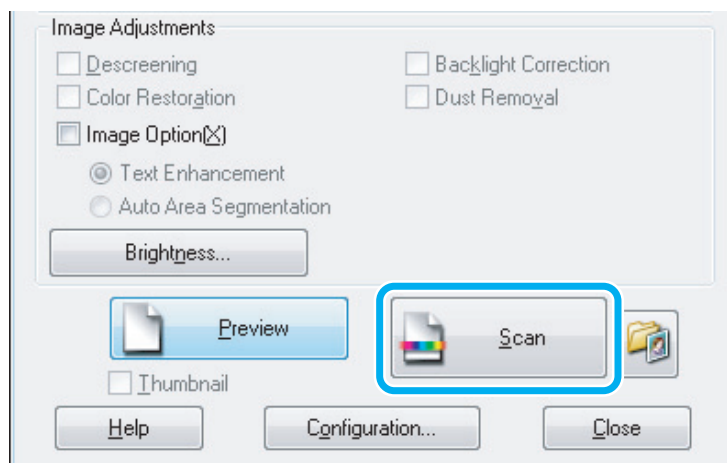 Image Adjustments
Descreening Backlight Correction
Color Restoration Dust Removal
Image Option(X)
Text Enhancement
Auto Area Segmentation
Brightness...
Preview Scan
Thumbnail
Help Configuration... Close